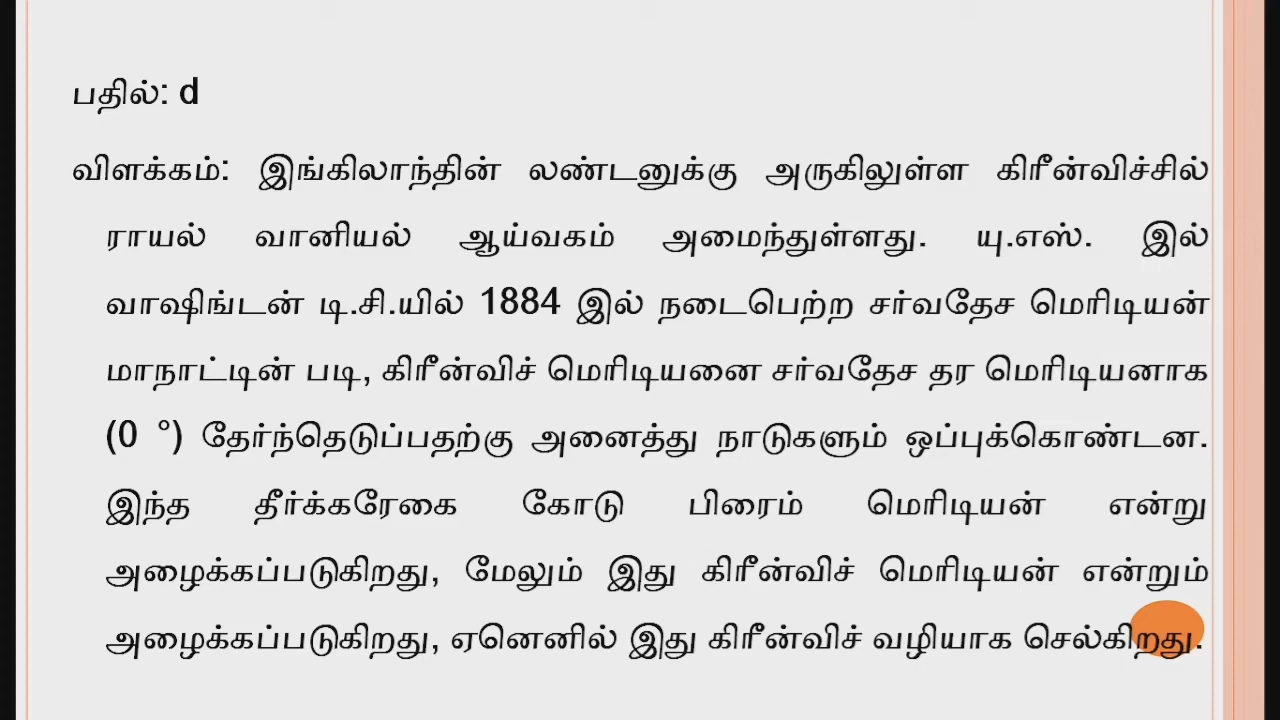 பதில்: d
விளக்கம்: இங்கிலாந்தின் லண்டனுக்கு அருகிலுள்ள கிரீன்விச்சில்
ராயல் வானியல் ஆய்வகம் அமைந்துள்ளது. யு.எஸ். இல்
வாஷிங்டன் டி.சி.யில் 1884 இல் நடைபெற்ற சர்வதேச மெரிடியன்
மாநாட்டின் படி, கிரீன்விச் மெரிடியனை சர்வதேச தர மெரிடியனாக
(0 °) தேர்ந்தெடுப்பதற்கு அனைத்து நாடுகளும் ஒப்புக்கொண்டன.
இந்த தீர்க்கரேகை கோடு பிரைம் மெரிடியன் என்று
அழைக்கப்படுகிறது, மேலும் இது கிரீன்விச் மெரிடியன் என்றும்
அழைக்கப்படுகிறது, ஏனெனில் இது கிரீன்விச் வழியாக செல்கிறது.